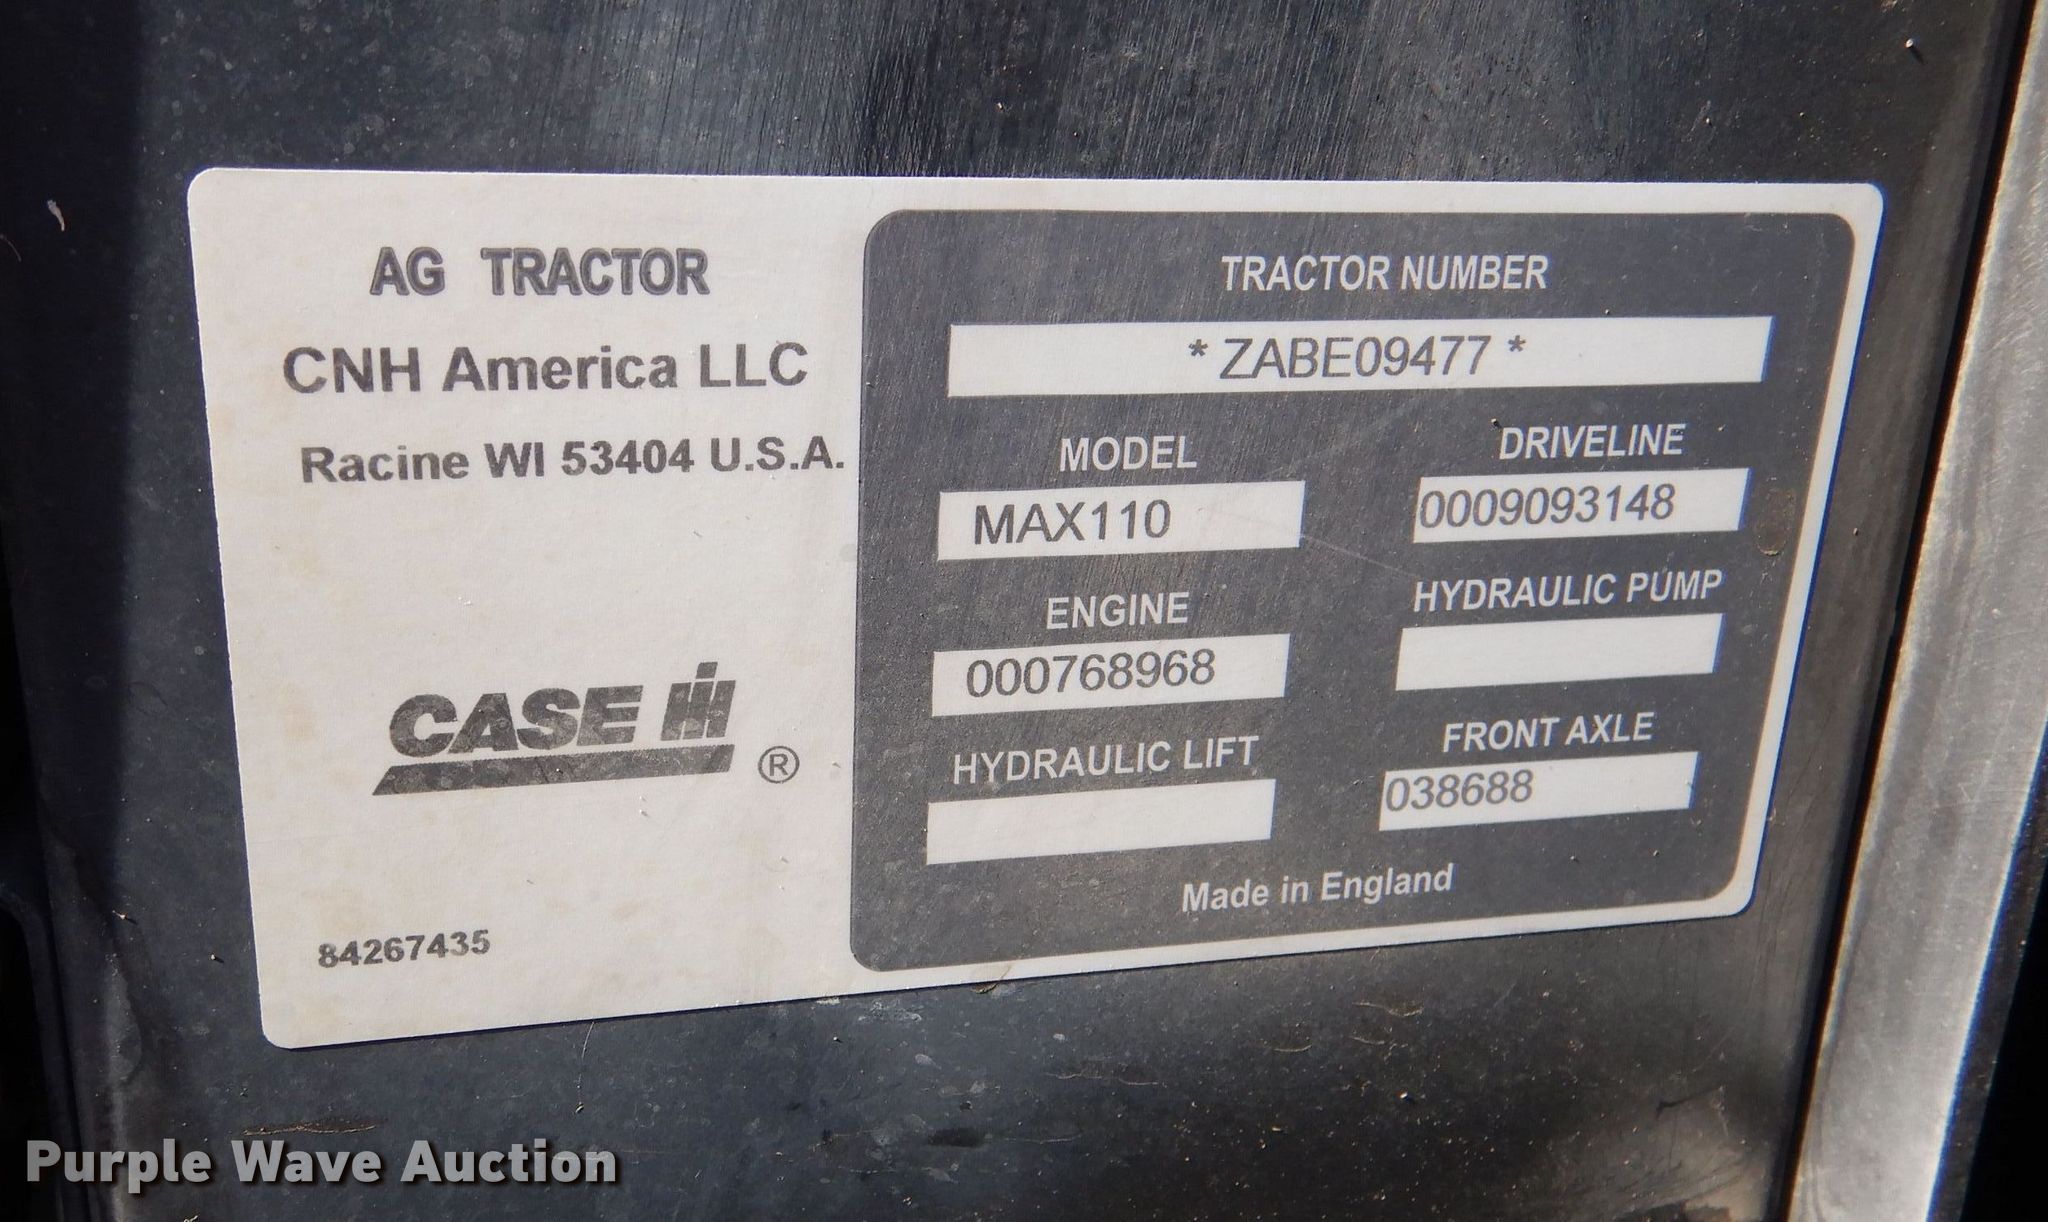 AG TRACTOR
CNH America LLC
Racine WI 53404 U.S.A.
CASE IH
®
84267435
TRACTOR NUMBER
* ZABE09477 *
MODEL
MAX110
DRIVELINE
0009093148
ENGINE
000768968
HYDRAULIC PUMP
HYDRAULIC LIFT
FRONT AXLE
038688
Made in England
Purple Wave Auction